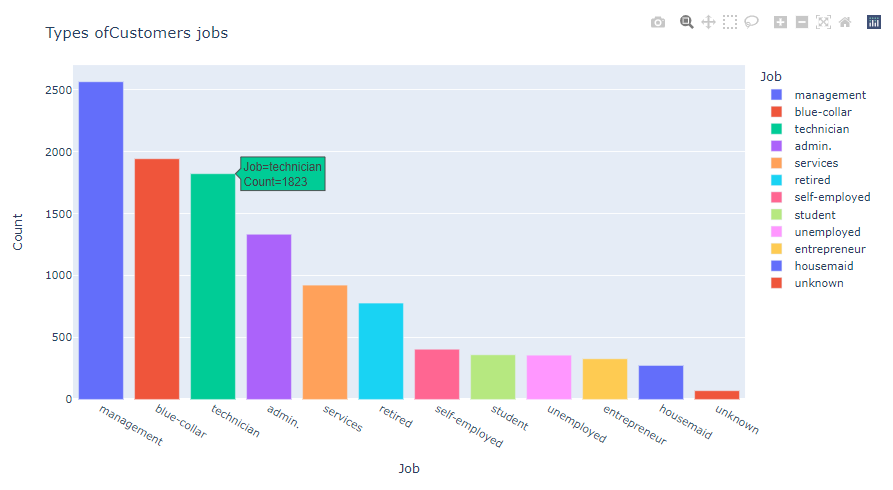 Types ofCustomers jobs
Job
management
blue-collar
technician
admin.
services
retired
self-employed
student
unemployed
entrepreneur
housemaid
unknown
Count
2500
2000
1500
1000
500
0
Job=technician
Count=1823
management
blue-collar
technician
admin.
services
retired
self-employed
student
unemployed
entrepreneur
housemaid
unknown
Job